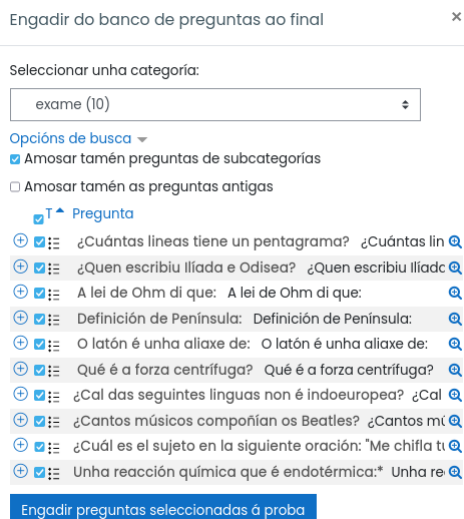 Engadir do banco de preguntas ao final ×
Seleccionar unha categoría:
exame (10)
Opcións de busca
Amosar tamén preguntas de subcategorías
Amosar tamén as preguntas antigas
T Pregunta
¿Cuántas lineas tiene un pentagrama? ¿Cuántas lin
¿Quen escribiu Ilíada e Odisea? ¿Quen escribiu Ilíadc
A lei de Ohm di que: A lei de Ohm di que:
Definición de Península: Definición de Península:
O latón é unha aliaxe de: O latón é unha aliaxe de:
Qué é a forza centrífuga? Qué é a forza centrífuga?
¿Cal das seguintes linguas non é indoeuropea? ¿Cal
¿Cantos músicos compoñían os Beatles? ¿Cantos mú
¿Cuál es el sujeto en la siguiente oración: "Me chifla tu
Unha reacción química que é endotérmica:* Unha re
Engadir preguntas seleccionadas á proba